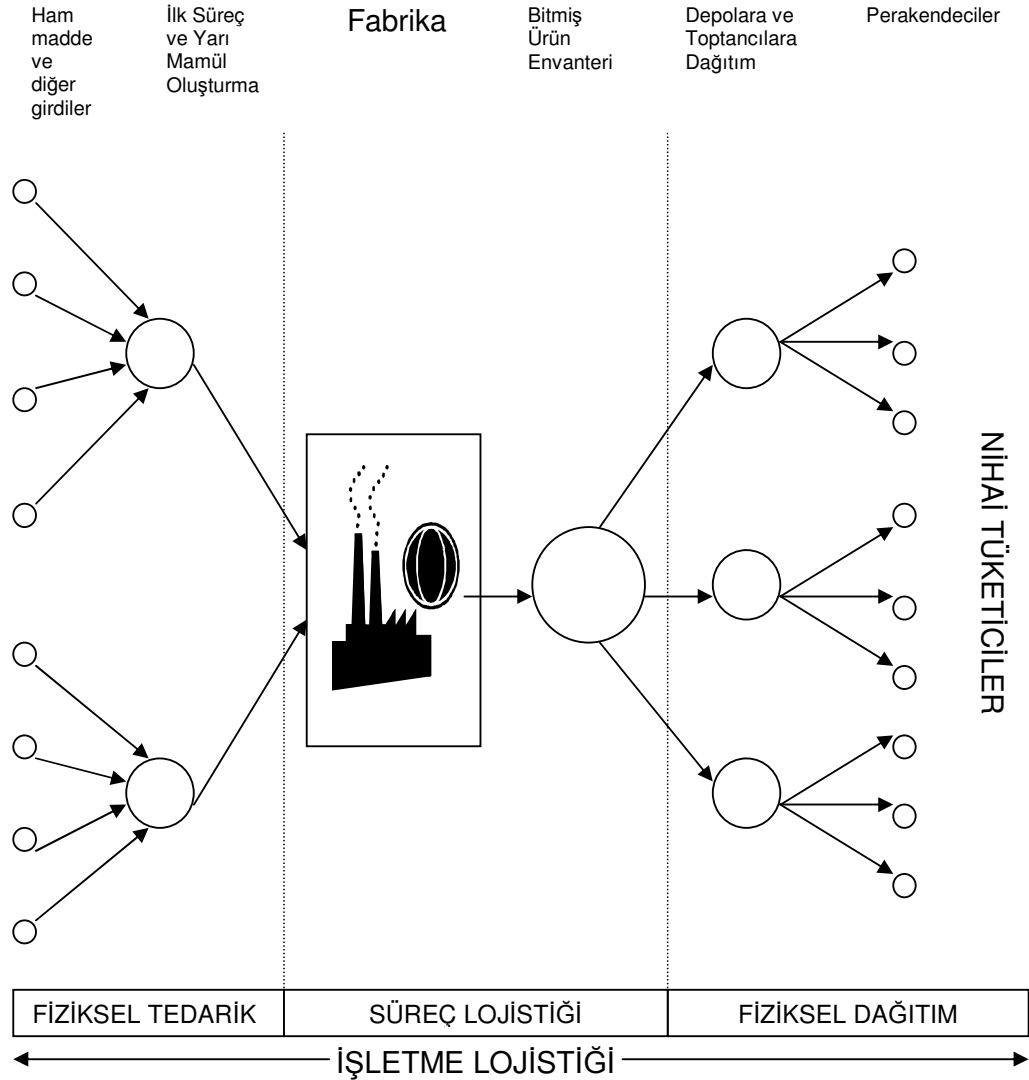 Ham
madde
ve
diğer
girdiler
İlk Süreç
ve Yarı
Mamül
Oluşturma
Fabrika
Bitmiş
Ürün
Envanteri
Depolara ve
Toptancılara
Dağıtım
Perakendeciler
NİHAİ TÜKETİCİLER
FİZİKSEL TEDARİK
SÜREÇ LOJİSTİĞİ
FİZİKSEL DAĞITIM
İŞLETME LOJİSTİĞİ